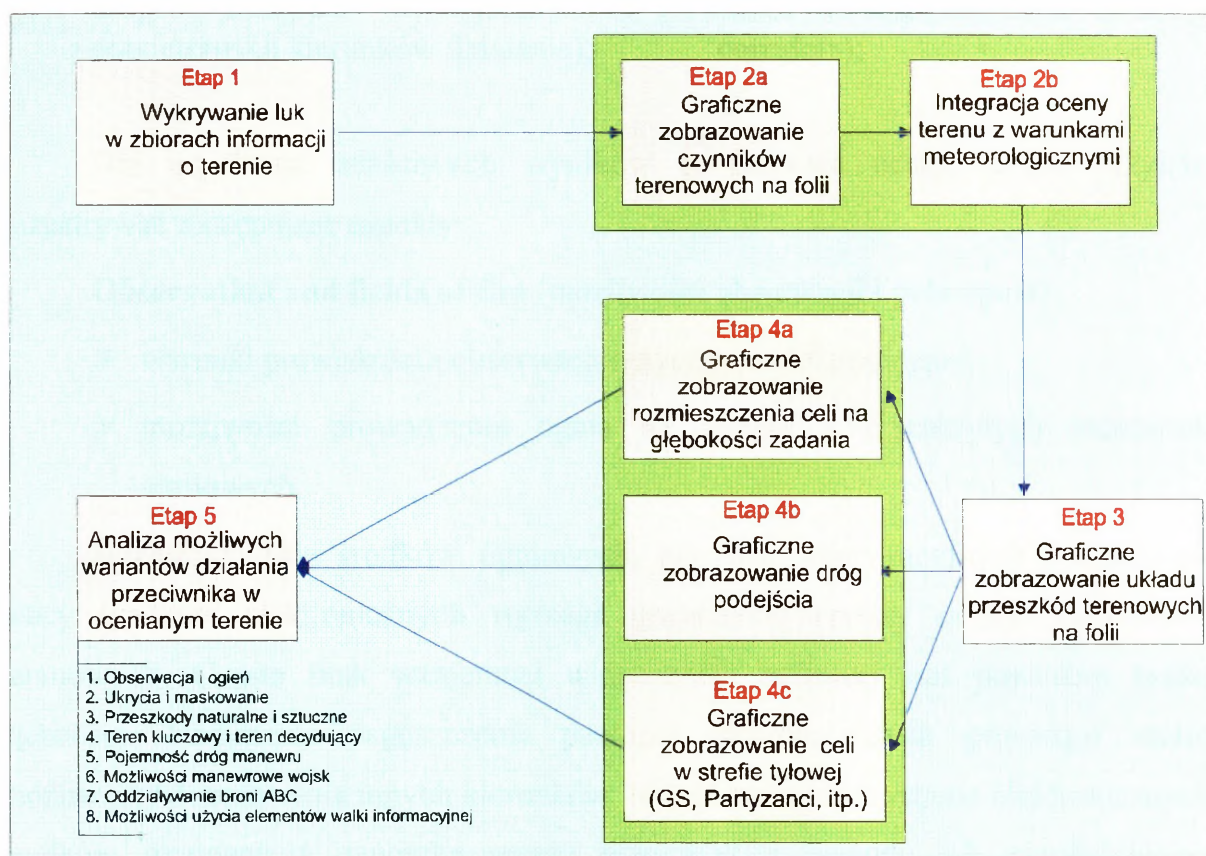 Etap 1
Wykrywanie luk
w zbiorach informacji
o terenie
Etap 2a
Graficzne
zobrazowanie
czynników
terenowych na folii
Etap 2b
Integracja oceny
terenu z warunkami
meteorologicznymi
Etap 3
Graficzne
zobrazowanie układu
przeszkód terenowych
na folii
Etap 4a
Graficzne
zobrazowanie
rozmieszczenia celi na
głębokości zadania
Etap 4b
Graficzne
zobrazowanie dróg
podejścia
Etap 4c
Graficzne
zobrazowanie celi
w strefie tyłowej
(GS, Partyzanci, itp.)
Etap 5
Analiza możliwych
wariantów działania
przeciwnika w
ocenianym terenie
1. Obserwacja i ogień
2. Ukrycia i maskowanie
3. Przeszkody naturalne i sztuczne
4. Teren kluczowy i teren decydujący
5. Pojemność dróg manewru
6. Możliwości manewrowe wojsk
7. Oddziaływanie broni ABC
8. Możliwości użycia elementów walki informacyjnej